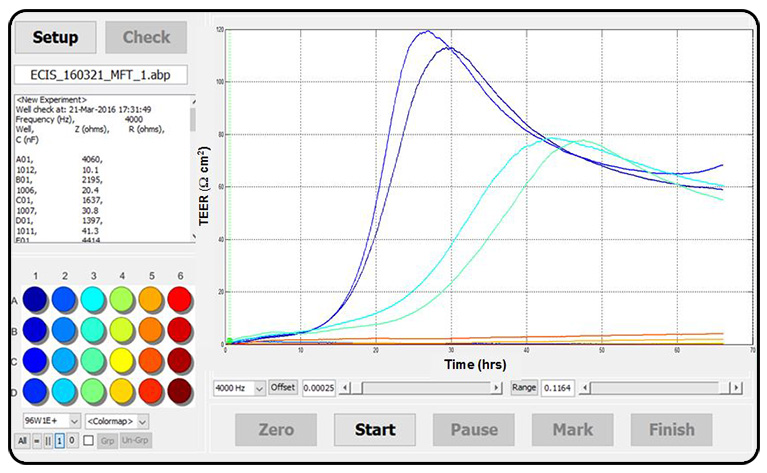 Setup
Check
ECIS_160321_MFT_1.abp
<New Experiment>
Well check at: 21-Mar-2016 17:31:49
Frequency (Hz), 4000
Well, Z (ohms), R (ohms),
C (nF)
A01, 4060,
1012, 10.1
B01, 2195,
1006, 20.4
C01, 1637,
1007, 30.8
D01, 1397,
1011, 41.3
E01 4414
1 2 3 4 5 6
A
B
C
D
96W1E+ <Colormap>
All = || 1 0 Grp Un-Grp
TEER (Ω cm²)
120
100
80
60
40
20
0
0 10 20 30 40 50 60 70
Time (hrs)
4000 Hz Offset 0.00025 Range 0.1164
Zero Start Pause Mark Finish